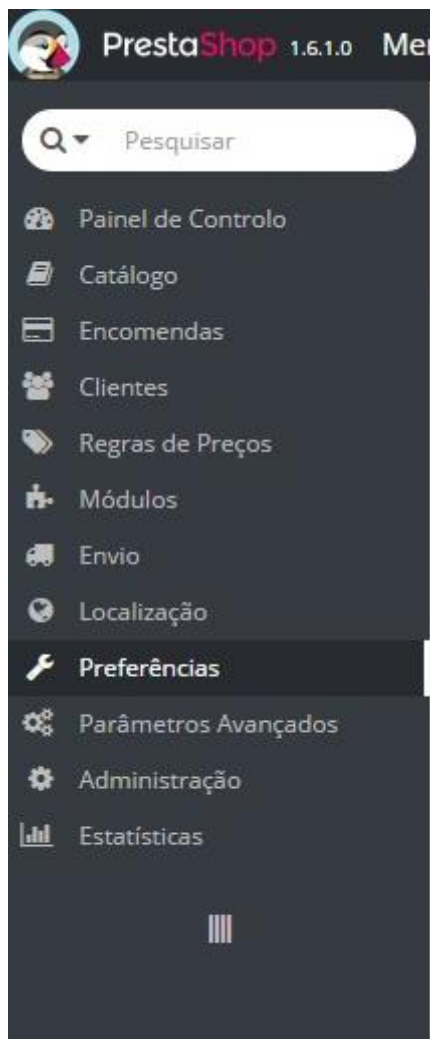 PrestaShop 1.6.1.0 Me
Pesquisar
Painel de Controlo
Catálogo
Encomendas
Clientes
Regras de Preços
Módulos
Envio
Localização
Preferências
Parâmetros Avançados
Administração
Estatísticas